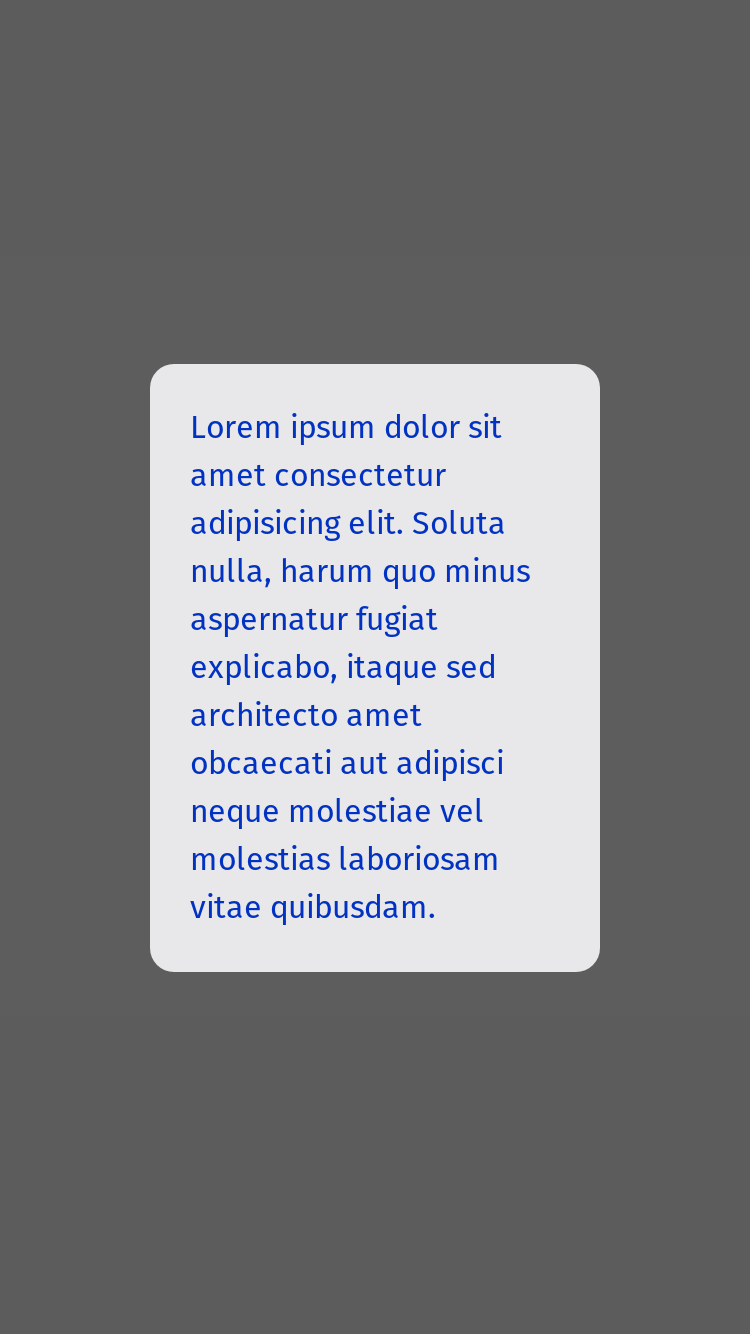 Lorem ipsum dolor sit
amet consectetur
adipisicing elit. Soluta
nulla, harum quo minus
aspernatur fugiat
explicabo, itaque sed
architecto amet
obcaecati aut adipisci
neque molestiae vel
molestias laboriosam
vitae quibusdam.